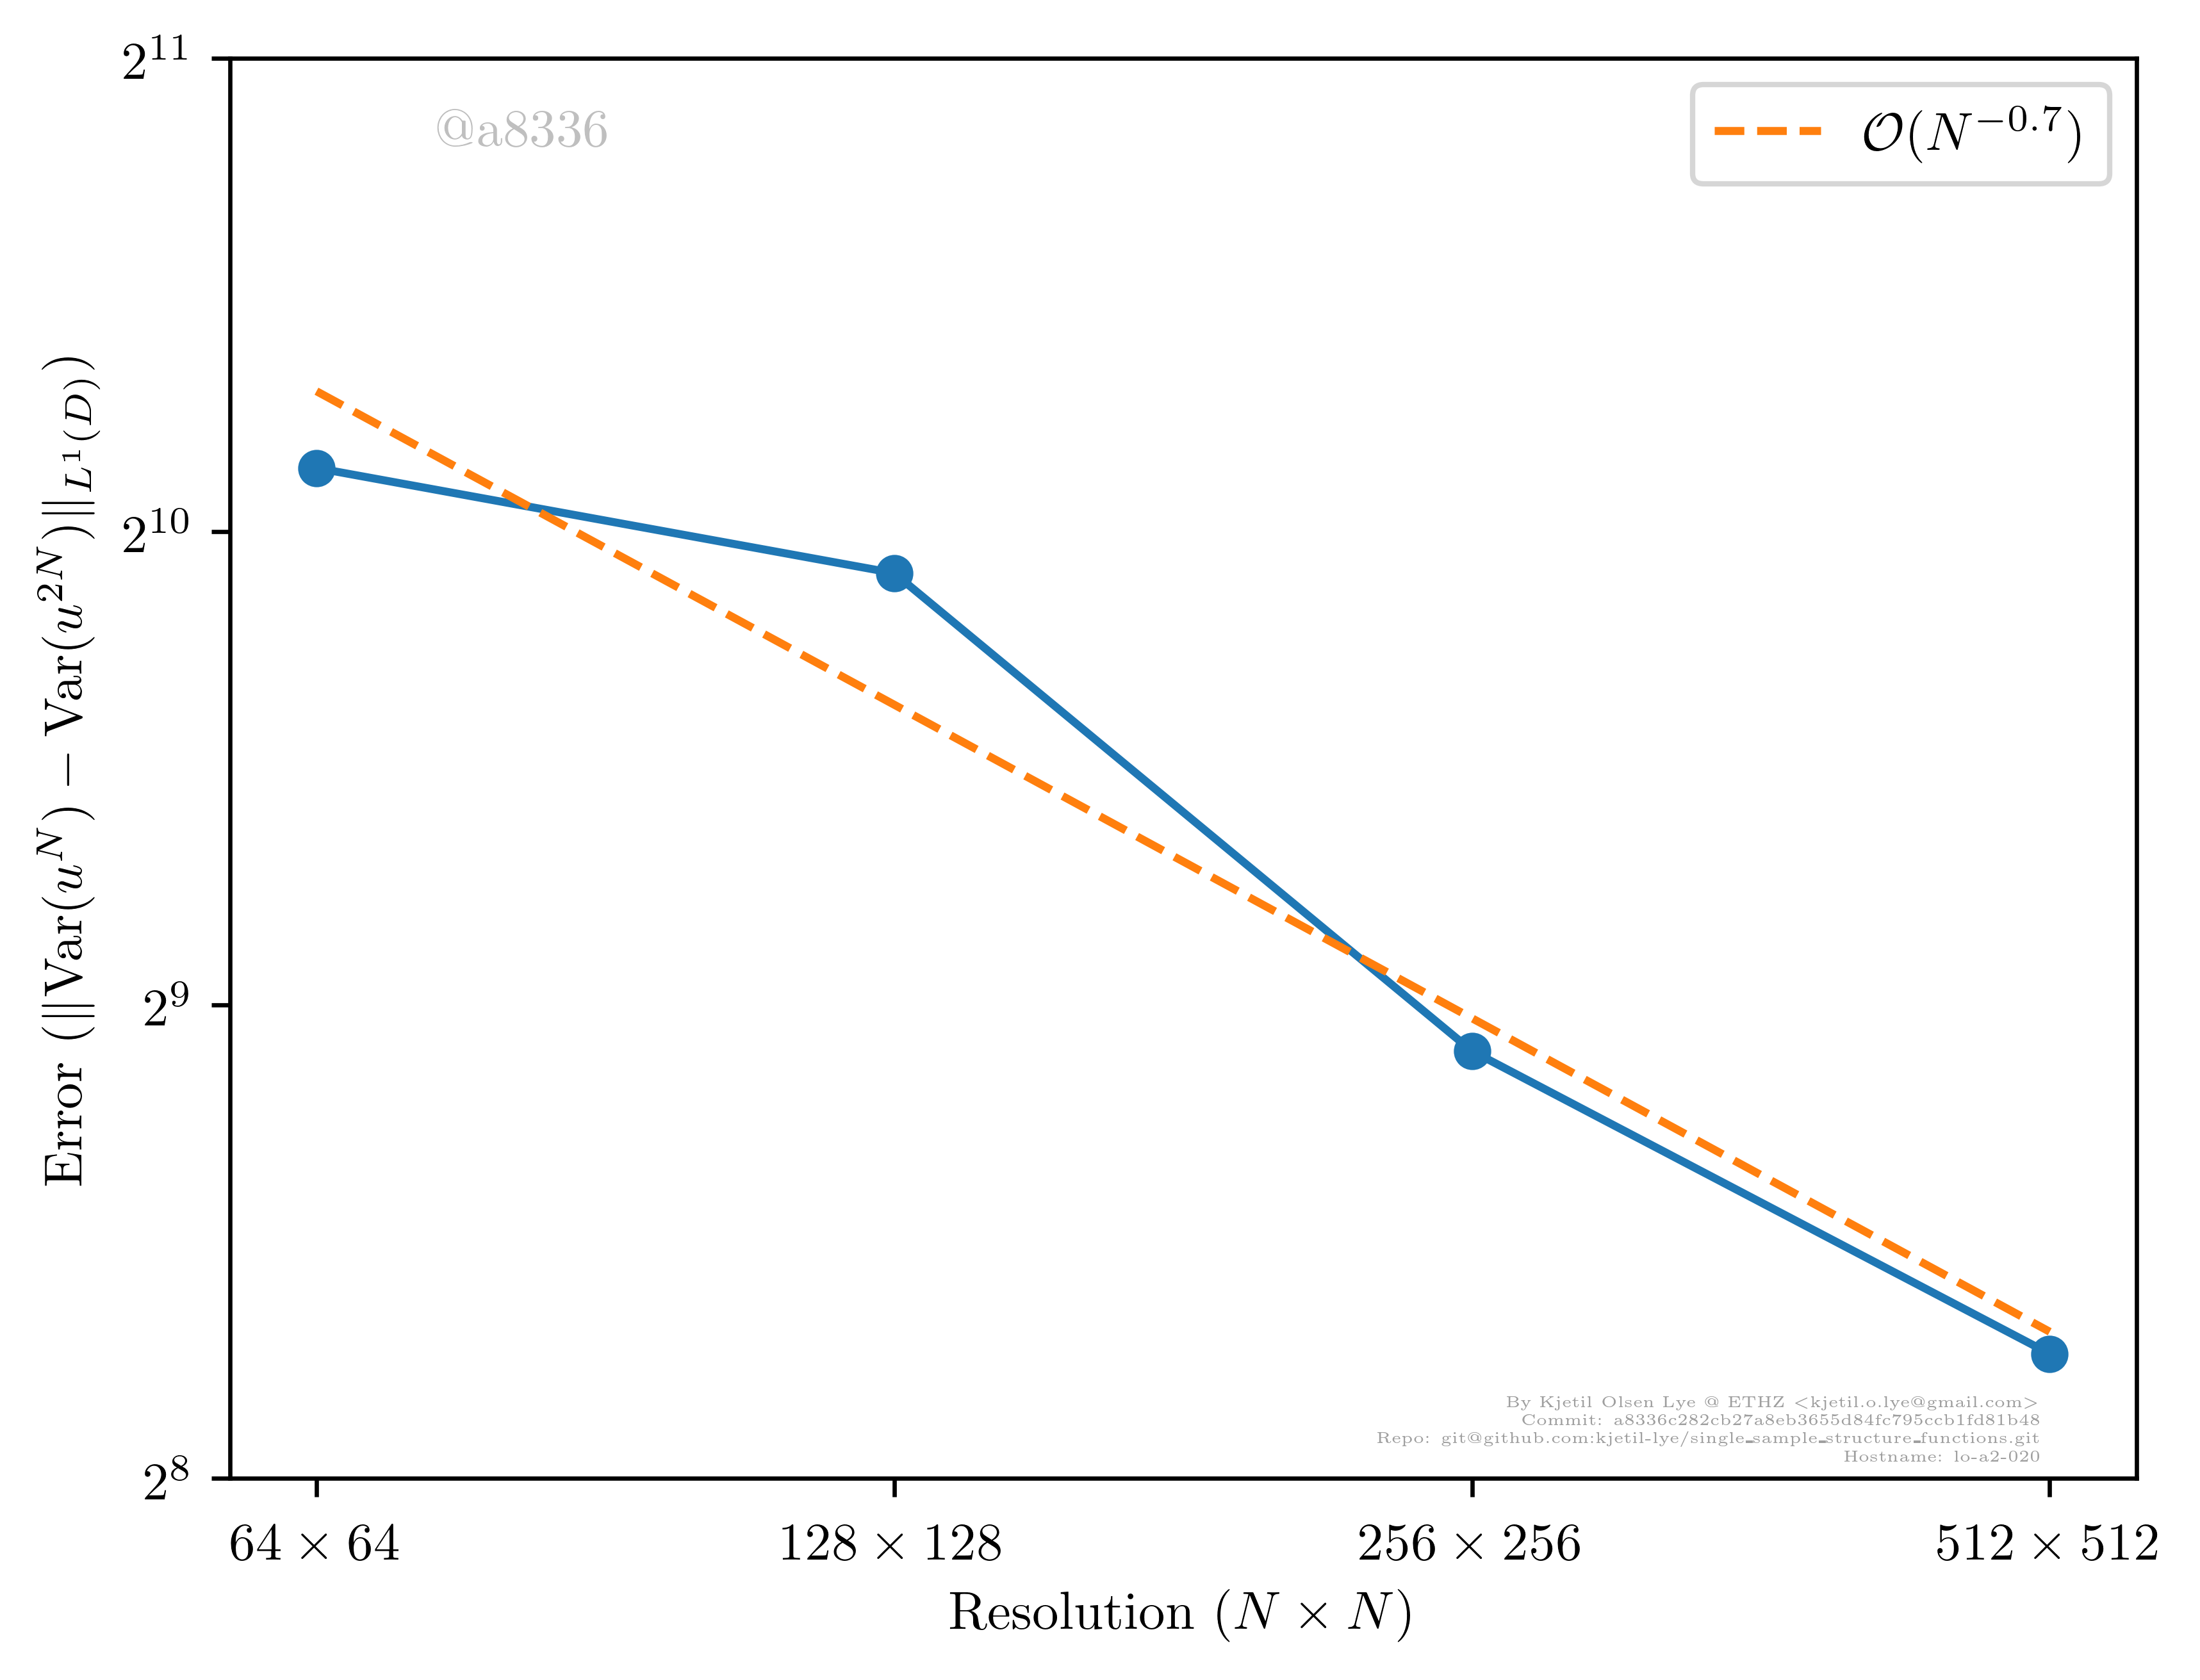 2^11
@a8336
O(N^−0.7)
2^10
2^9
2^8
Error (‖Var(u^N) − Var(u^2N)‖_L^1(D))
By Kjetil Olsen Lye @ ETHZ <kjetil.o.lye@gmail.com>
Commit: a8336c282cb27a8eb3655d84fc795ccb1fd81b48
Repo: git@github.com:kjetil-lye/single_sample_structure_functions.git
Hostname: lo-a2-020
64 × 64 128 × 128 256 × 256 512 × 512
Resolution (N × N)